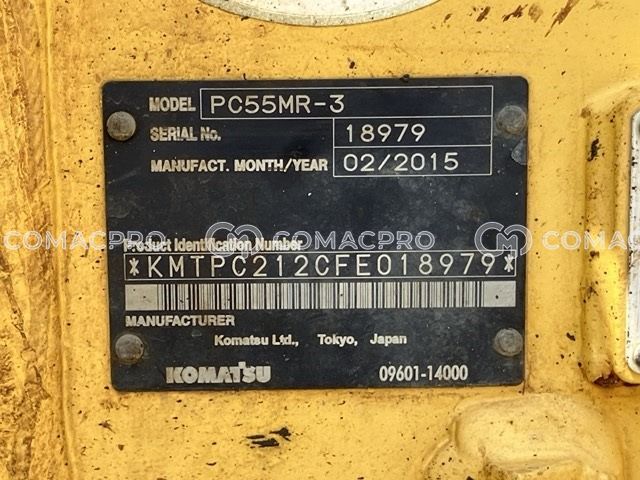 MODEL PC55MR-3
SERIAL No. 18979
MANUFACT. MONTH/YEAR 02/2015
COMACPRO COMACPRO COMACPRO
Product Identification Number
*KMTPC212CFE018979*
MANUFACTURER
Komatsu Ltd., Tokyo, Japan
KOMATSU 09601-14000